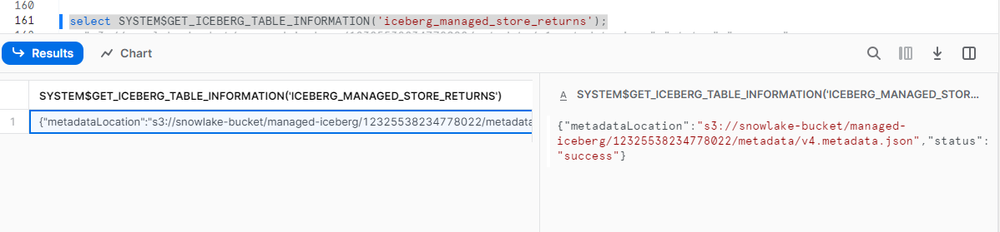 160
161 select SYSTEM$GET_ICEBERG_TABLE_INFORMATION('iceberg_managed_store_returns');
Results
Chart
SYSTEM$GET_ICEBERG_TABLE_INFORMATION('ICEBERG_MANAGED_STORE_RETURNS')
1 {"metadataLocation":"s3://snowlake-bucket/managed-iceberg/12325538234778022/metadata
A SYSTEM$GET_ICEBERG_TABLE_INFORMATION('ICEBERG_MANAGED_STOR...
{"metadataLocation":"s3://snowlake-bucket/managed-
iceberg/12325538234778022/metadata/v4.metadata.json","status":
"success"}